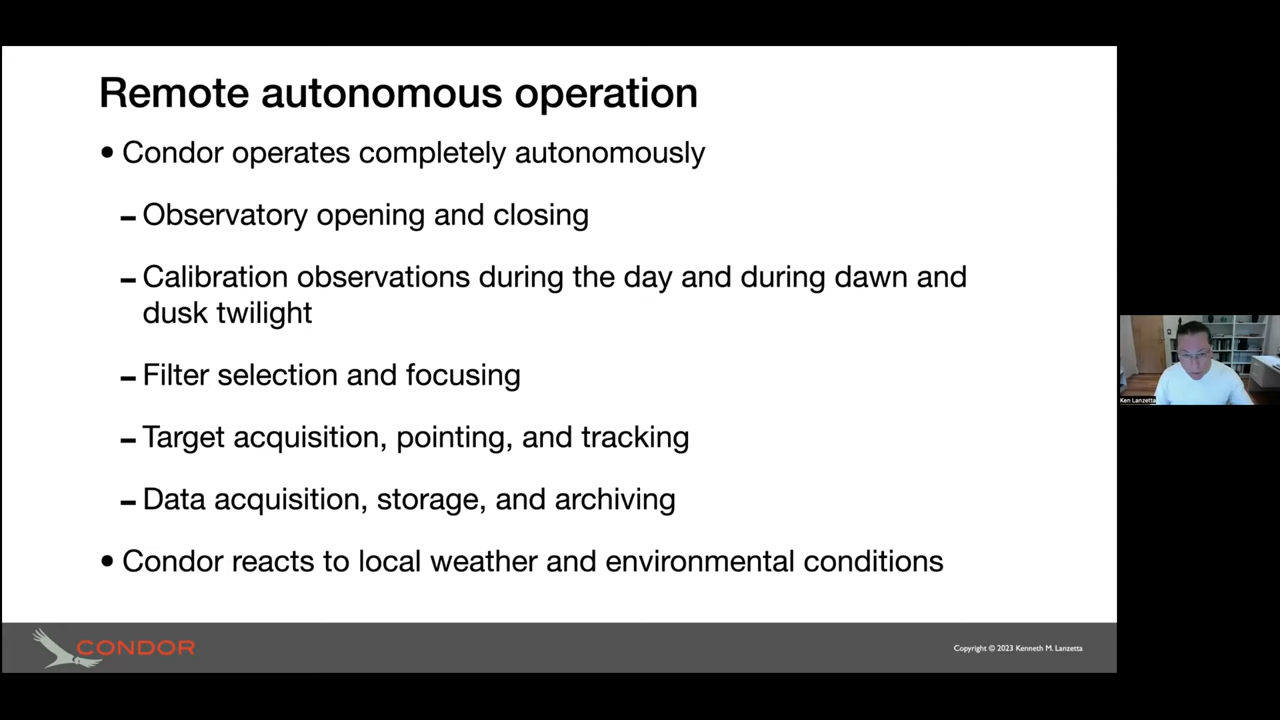 Remote autonomous operation
• Condor operates completely autonomously
– Observatory opening and closing
– Calibration observations during the day and during dawn and
dusk twilight
– Filter selection and focusing
– Target acquisition, pointing, and tracking
– Data acquisition, storage, and archiving
• Condor reacts to local weather and environmental conditions
CONDOR
Copyright © 2023 Kenneth M. Lanzetta
Ken Lanzetta